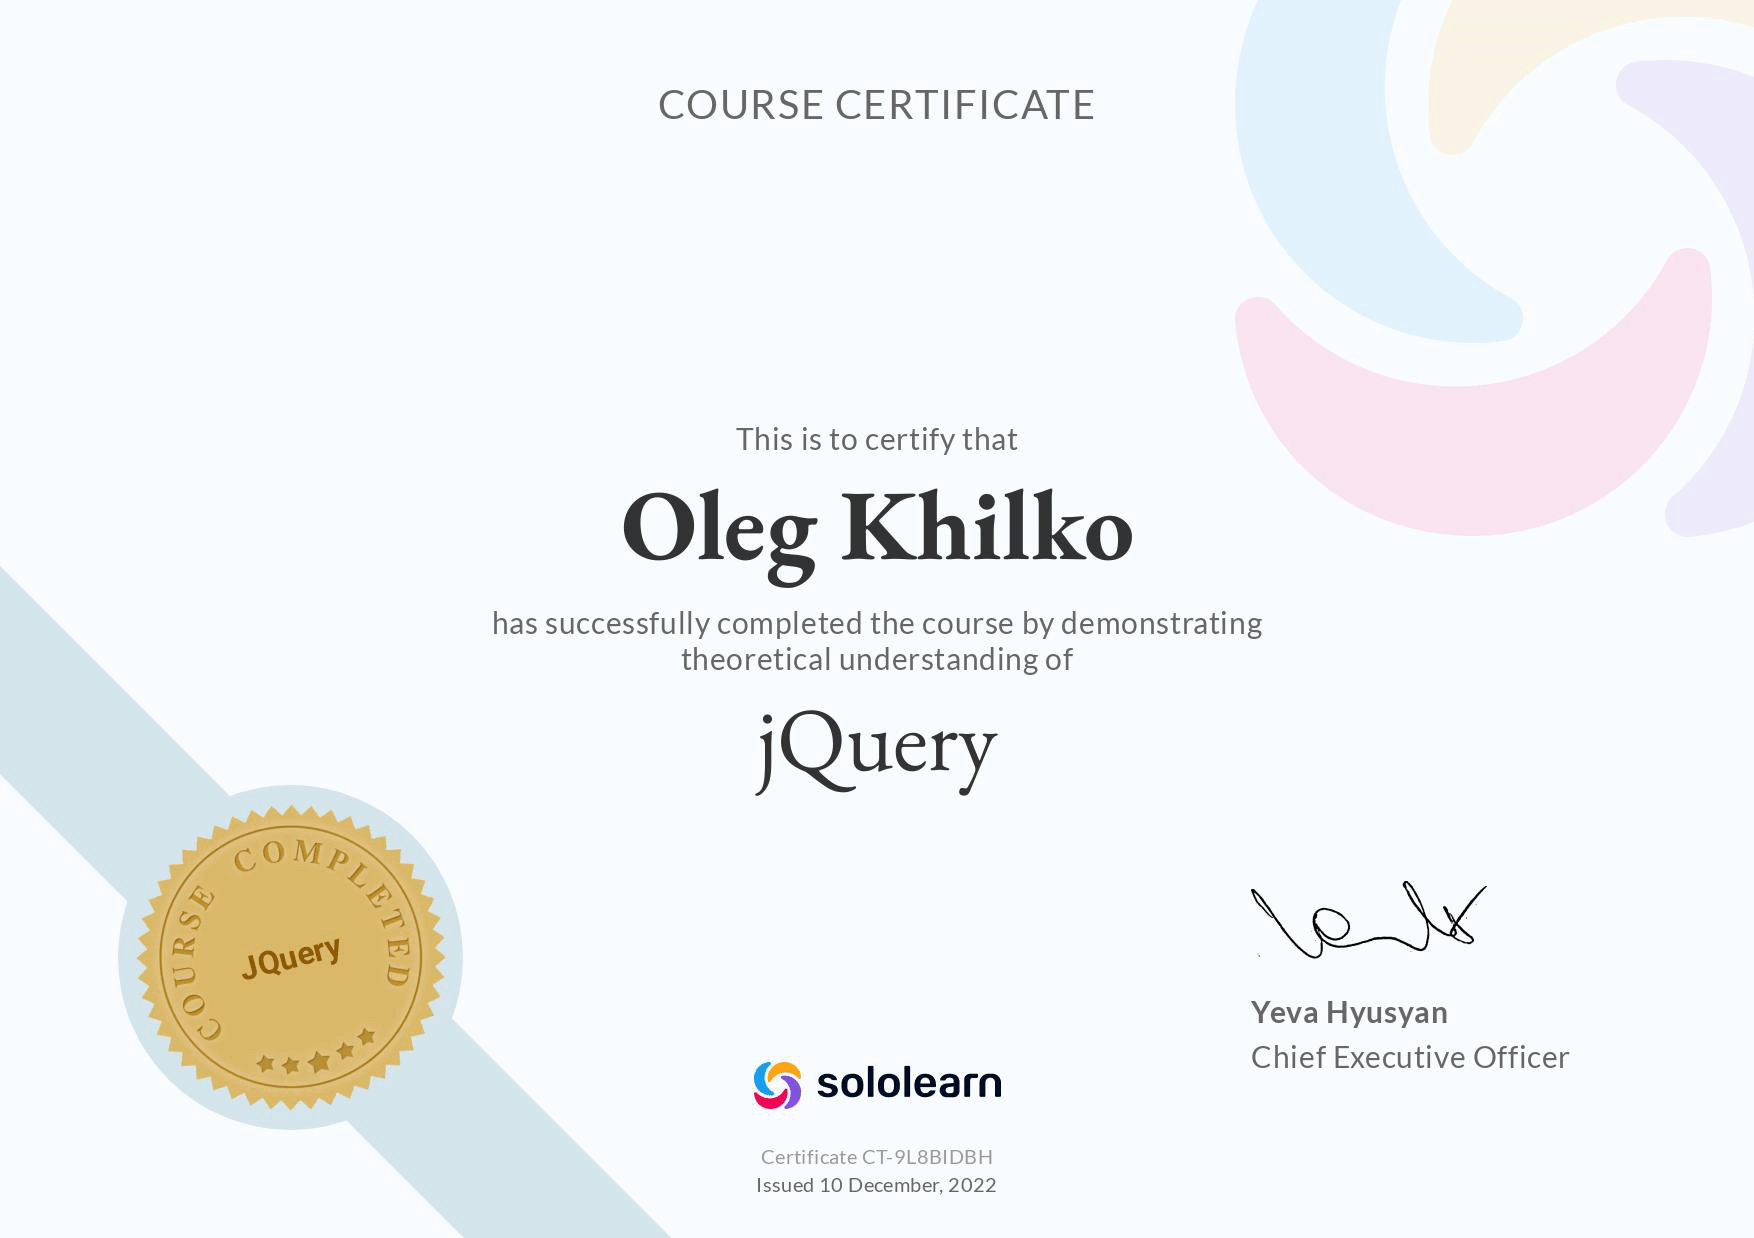 COURSE CERTIFICATE
This is to certify that
Oleg Khilko
has successfully completed the course by demonstrating
theoretical understanding of
jQuery
COURSE COMPLETED
JQuery
Yeva Hyusyan
Chief Executive Officer
sololearn
Certificate CT-9L8BIDBH
Issued 10 December, 2022